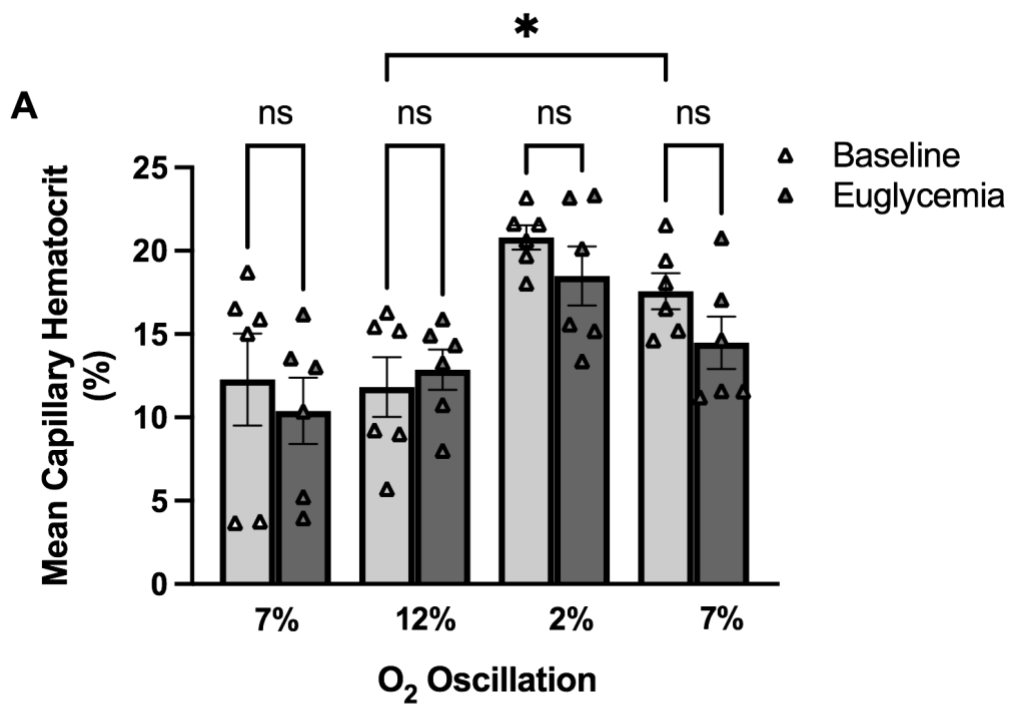 *
A
ns ns ns ns
Mean Capillary Hematocrit
(%)
25
20
15
10
5
0
Baseline
Euglycemia
7% 12% 2% 7%
O₂ Oscillation